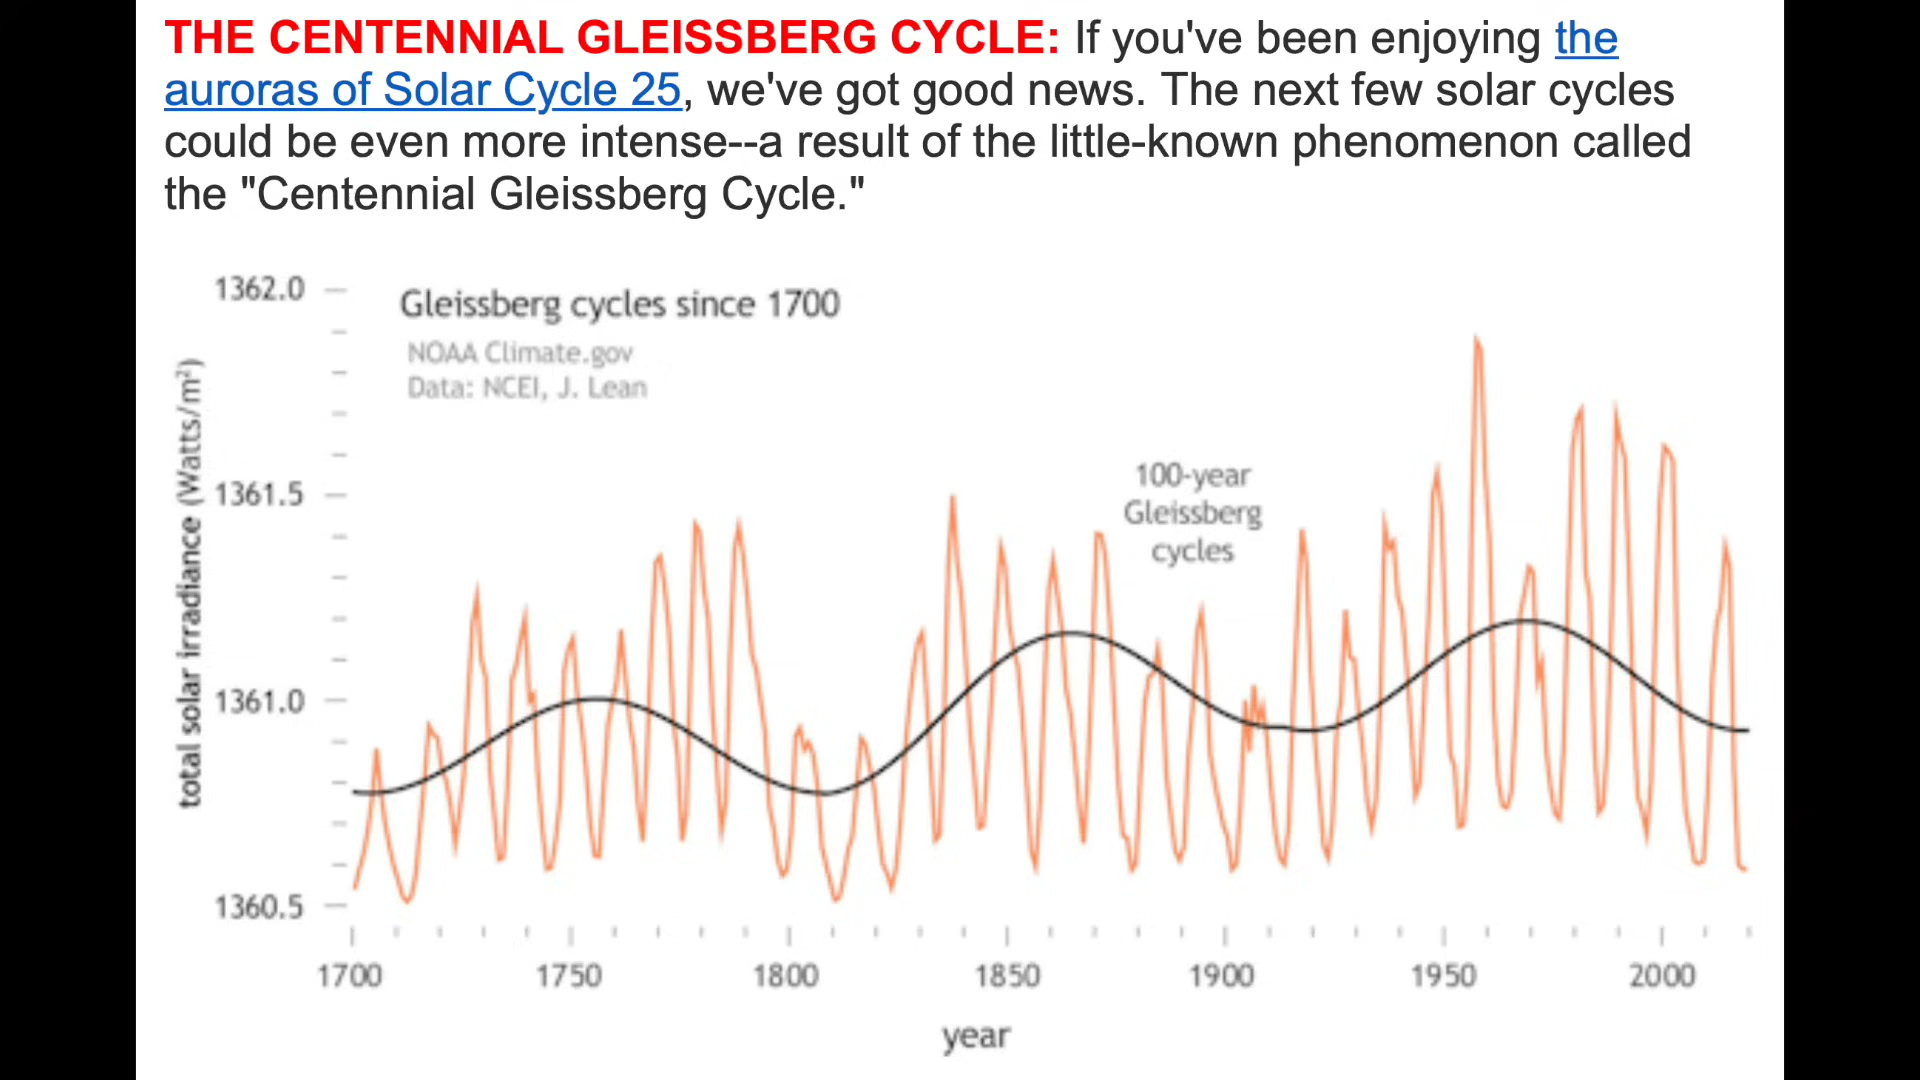 THE CENTENNIAL GLEISSBERG CYCLE: If you've been enjoying the
auroras of Solar Cycle 25, we've got good news. The next few solar cycles
could be even more intense--a result of the little-known phenomenon called
the "Centennial Gleissberg Cycle."
1362.0
Gleissberg cycles since 1700
NOAA Climate.gov
Data: NCEI, J. Lean
total solar irradiance (Watts/m²)
1361.5
100-year
Gleissberg
cycles
1361.0
1360.5
1700 1750 1800 1850 1900 1950 2000
year